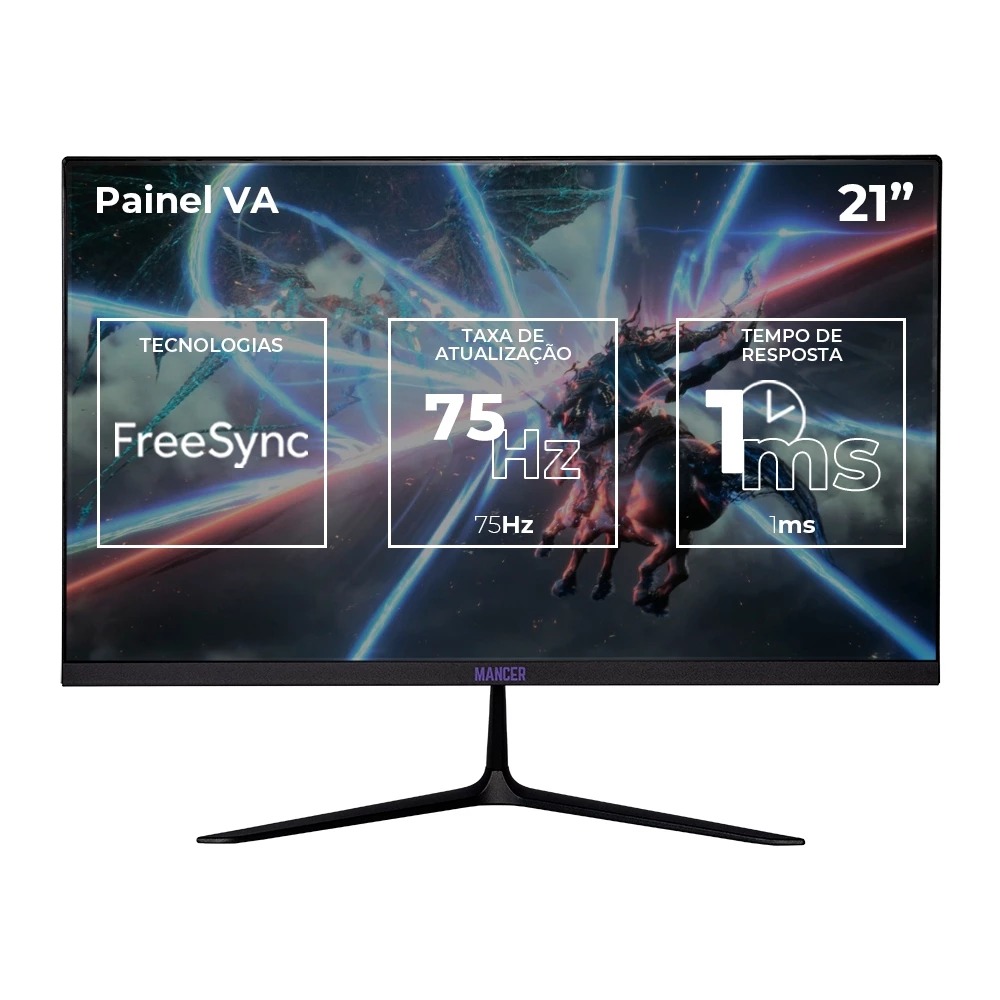 Painel VA
21”
TECNOLOGIAS
FreeSync
TAXA DE
ATUALIZAÇÃO
75
Hz
75Hz
TEMPO DE
RESPOSTA
1
ms
1ms
MANCER